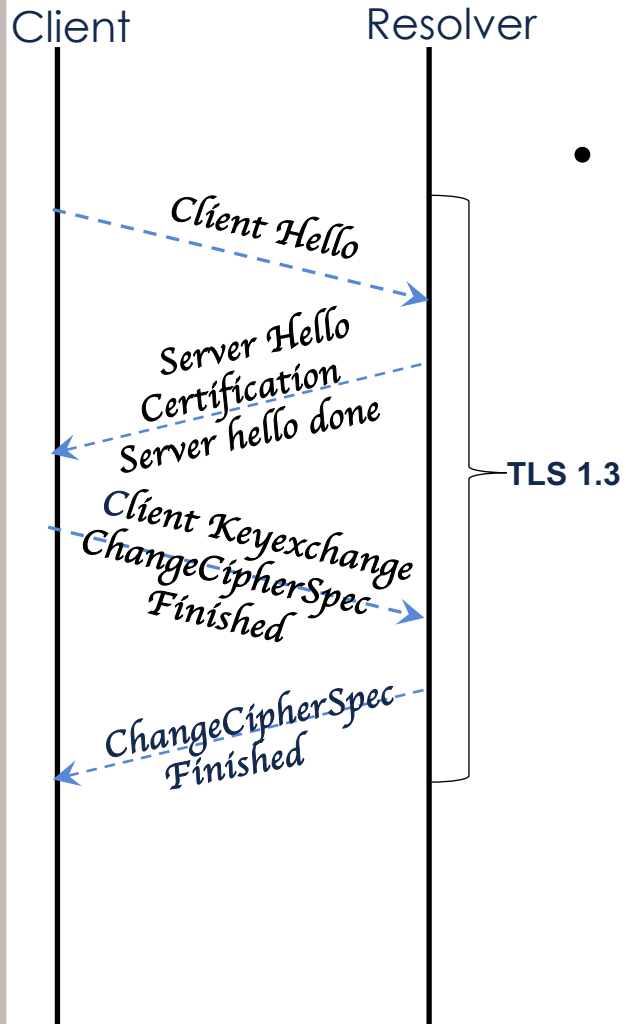 Client
Resolver
Client Hello
Server Hello
Certification
Server hello done
Client Keyexchange
ChangeCipherSpec
Finished
TLS 1.3
ChangeCipherSpec
Finished